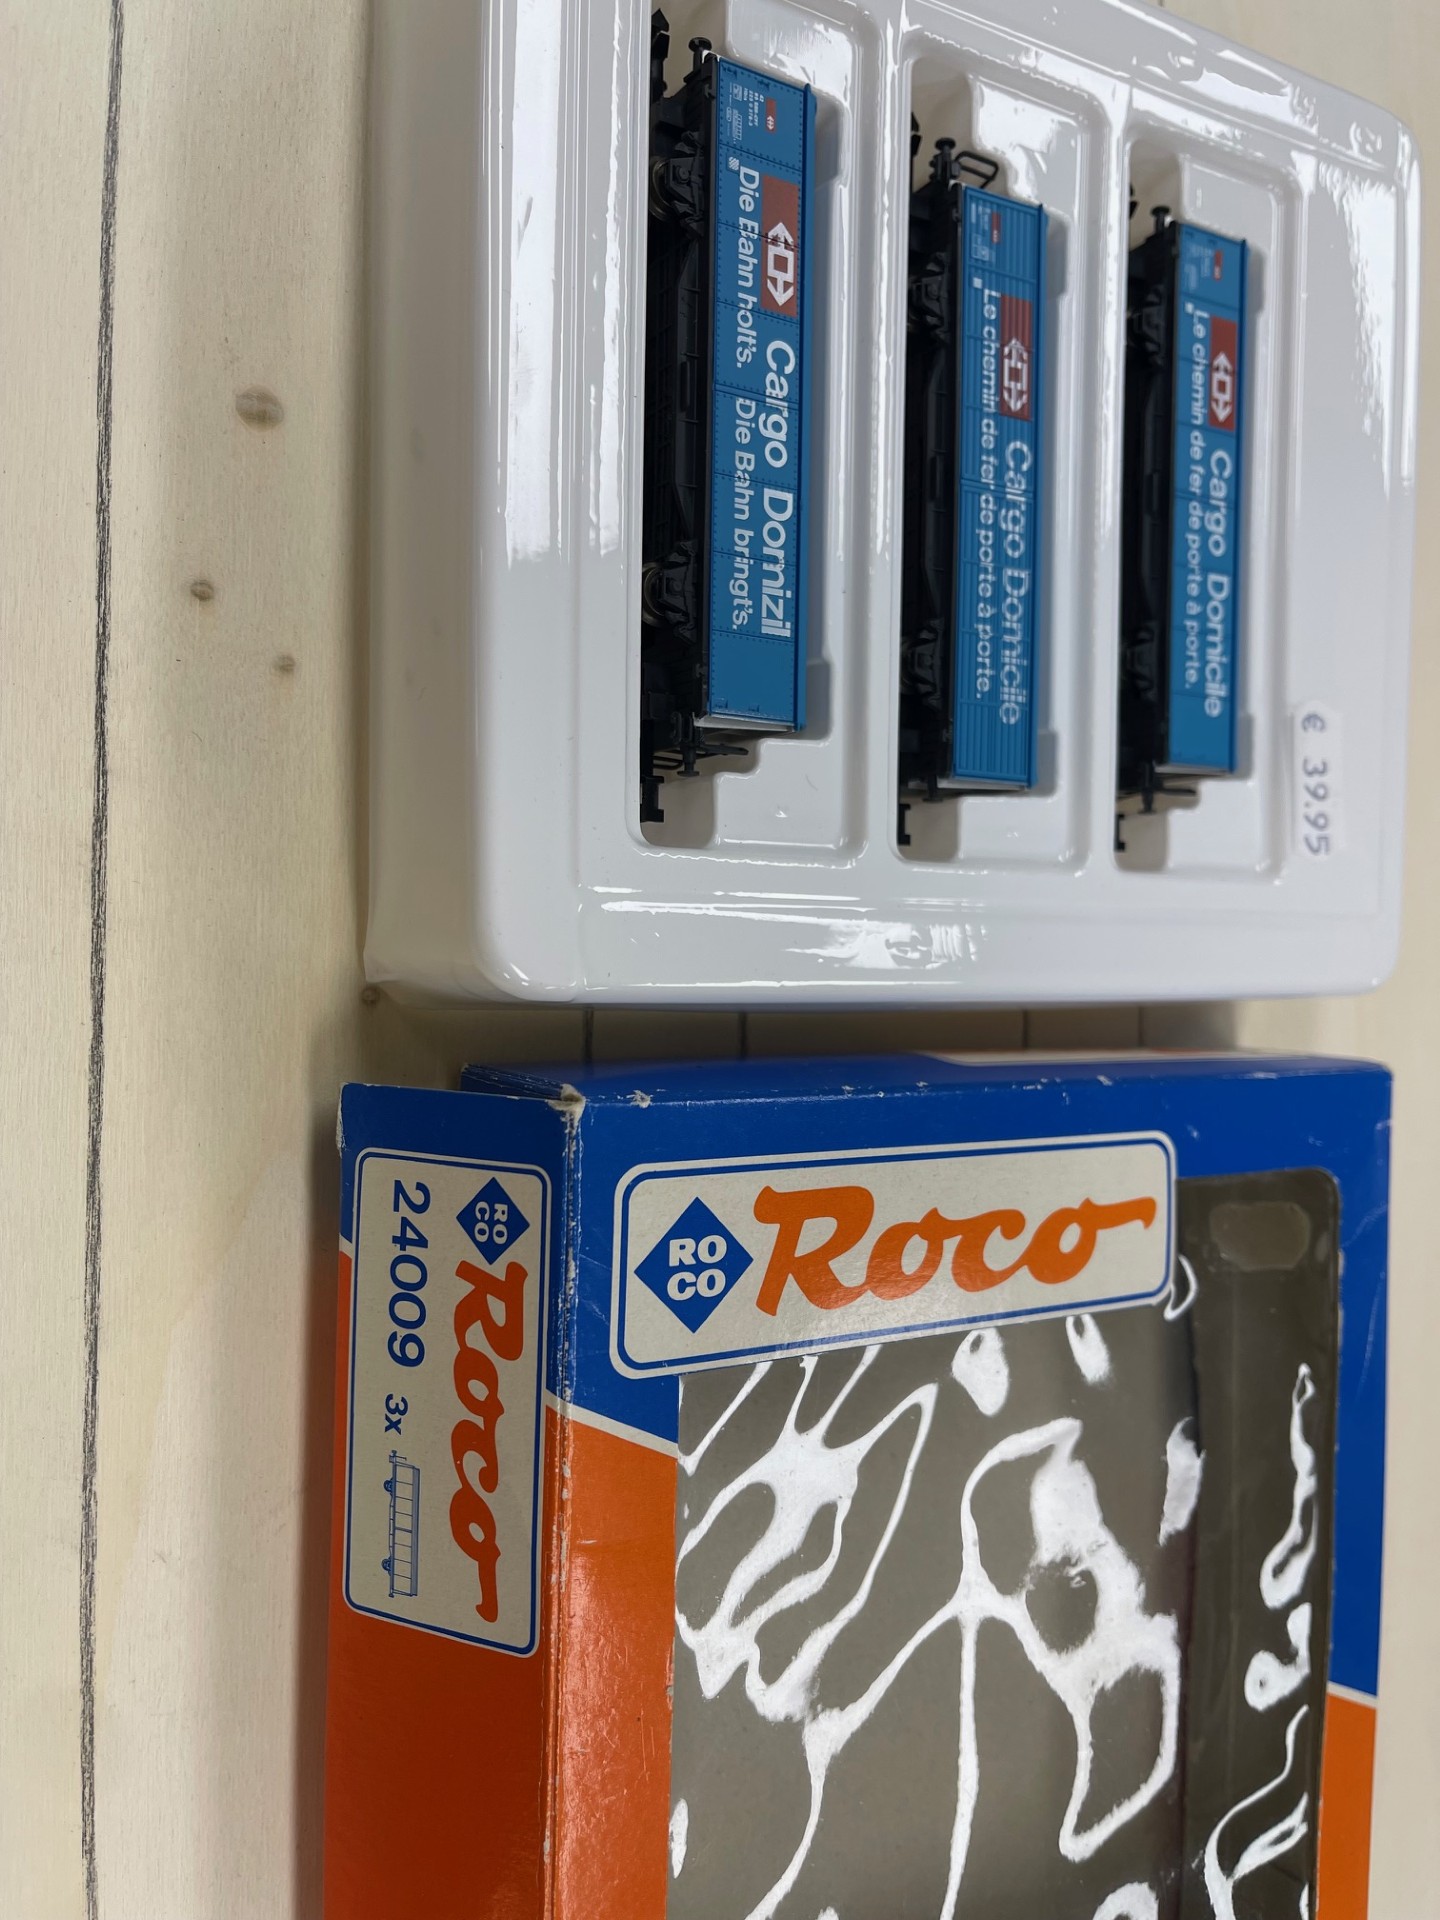 Cargo Domizil
Die Bahn holt's. Die Bahn bringt's.
Cargo Domicile
Le chemin de fer de porte à porte.
Cargo Domicile
Le chemin de fer de porte à porte.
€ 39.95
RO
CO
Roco
24009 3x
RO
CO
Roco